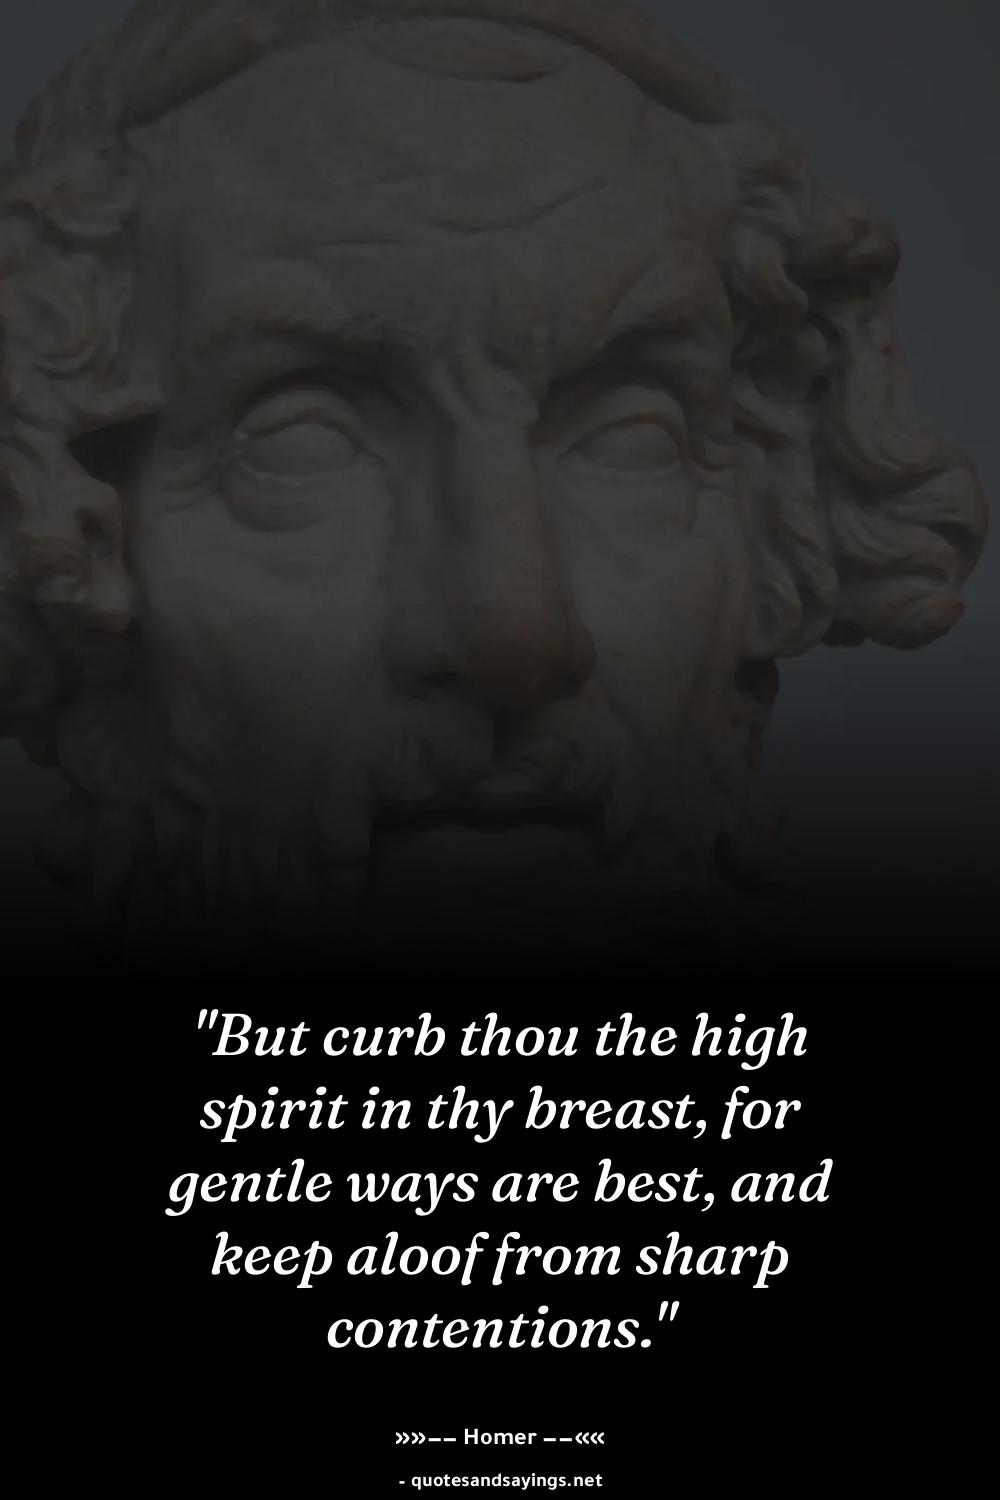 "But curb thou the high
spirit in thy breast, for
gentle ways are best, and
keep aloof from sharp
contentions."
»»−− Homer −−««
- quotesandsayings.net